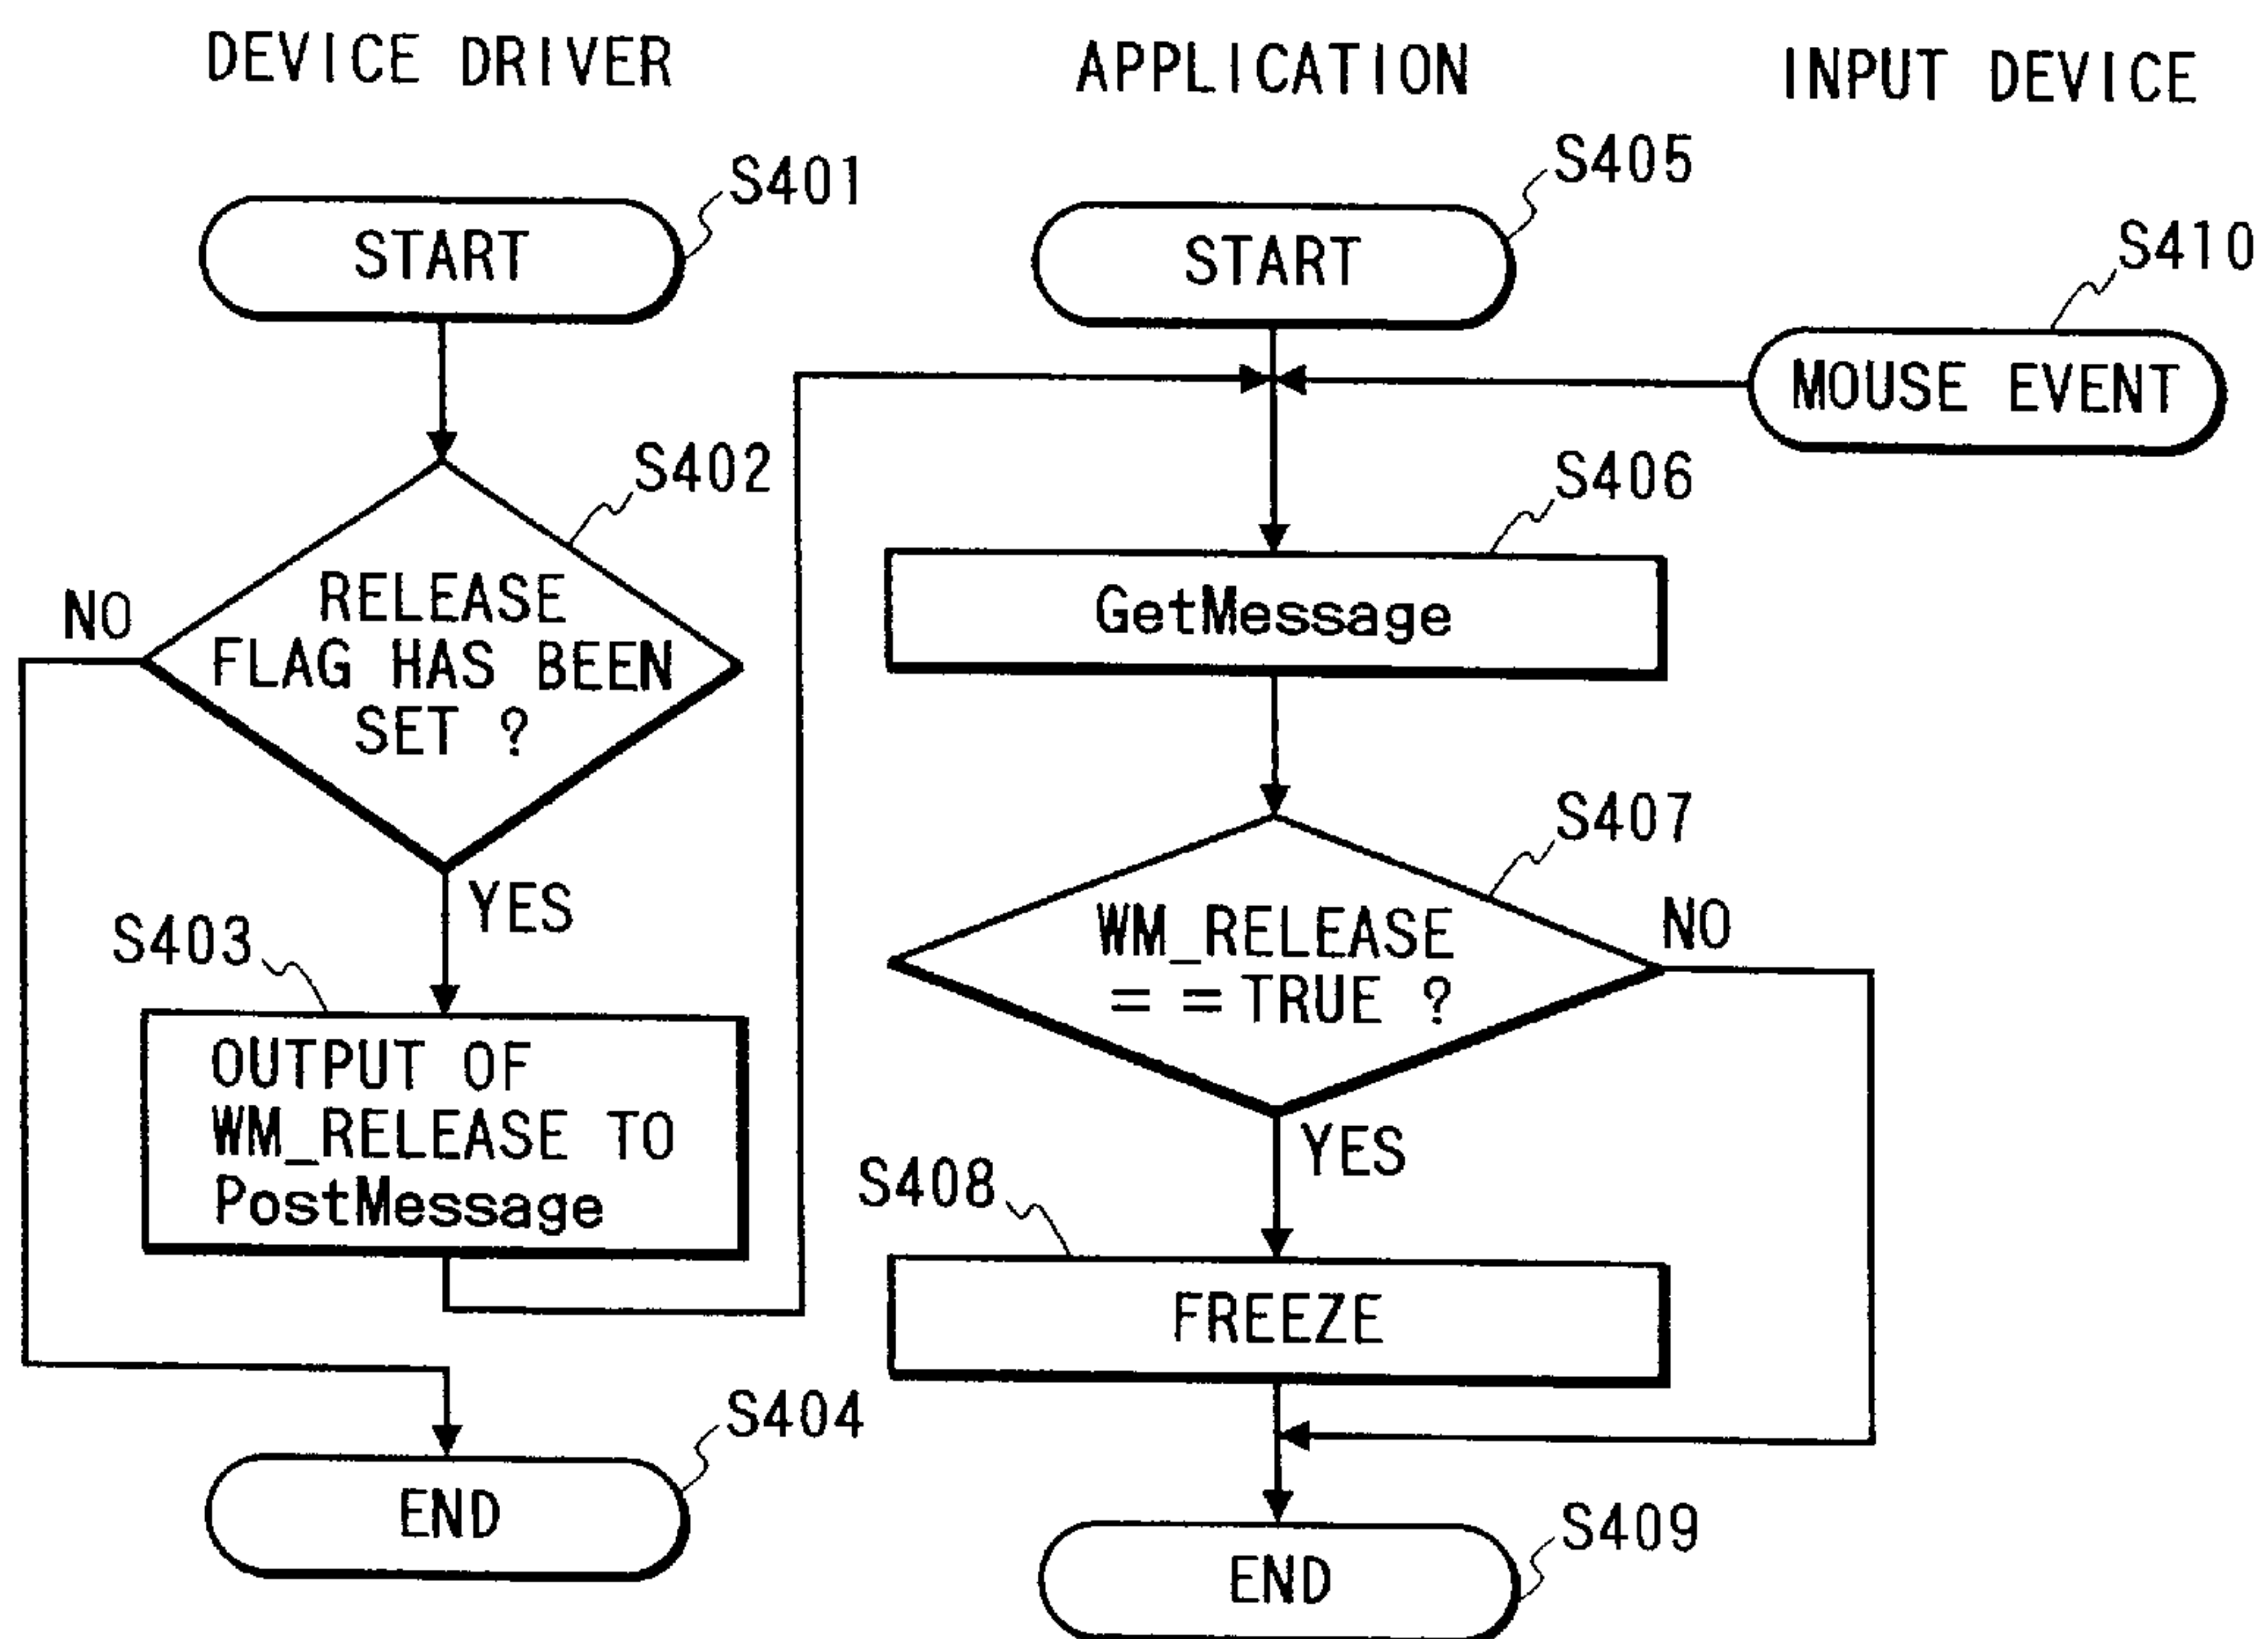 DEVICE DRIVER
APPLICATION
INPUT DEVICE
S401
START
S402
RELEASE
FLAG HAS BEEN
SET ?
NO
YES
S403
OUTPUT OF
WM_RELEASE TO
PostMessage
S404
END
S405
START
S410
MOUSE EVENT
S406
GetMessage
S407
WM_RELEASE
= = TRUE ?
NO
YES
S408
FREEZE
S409
END